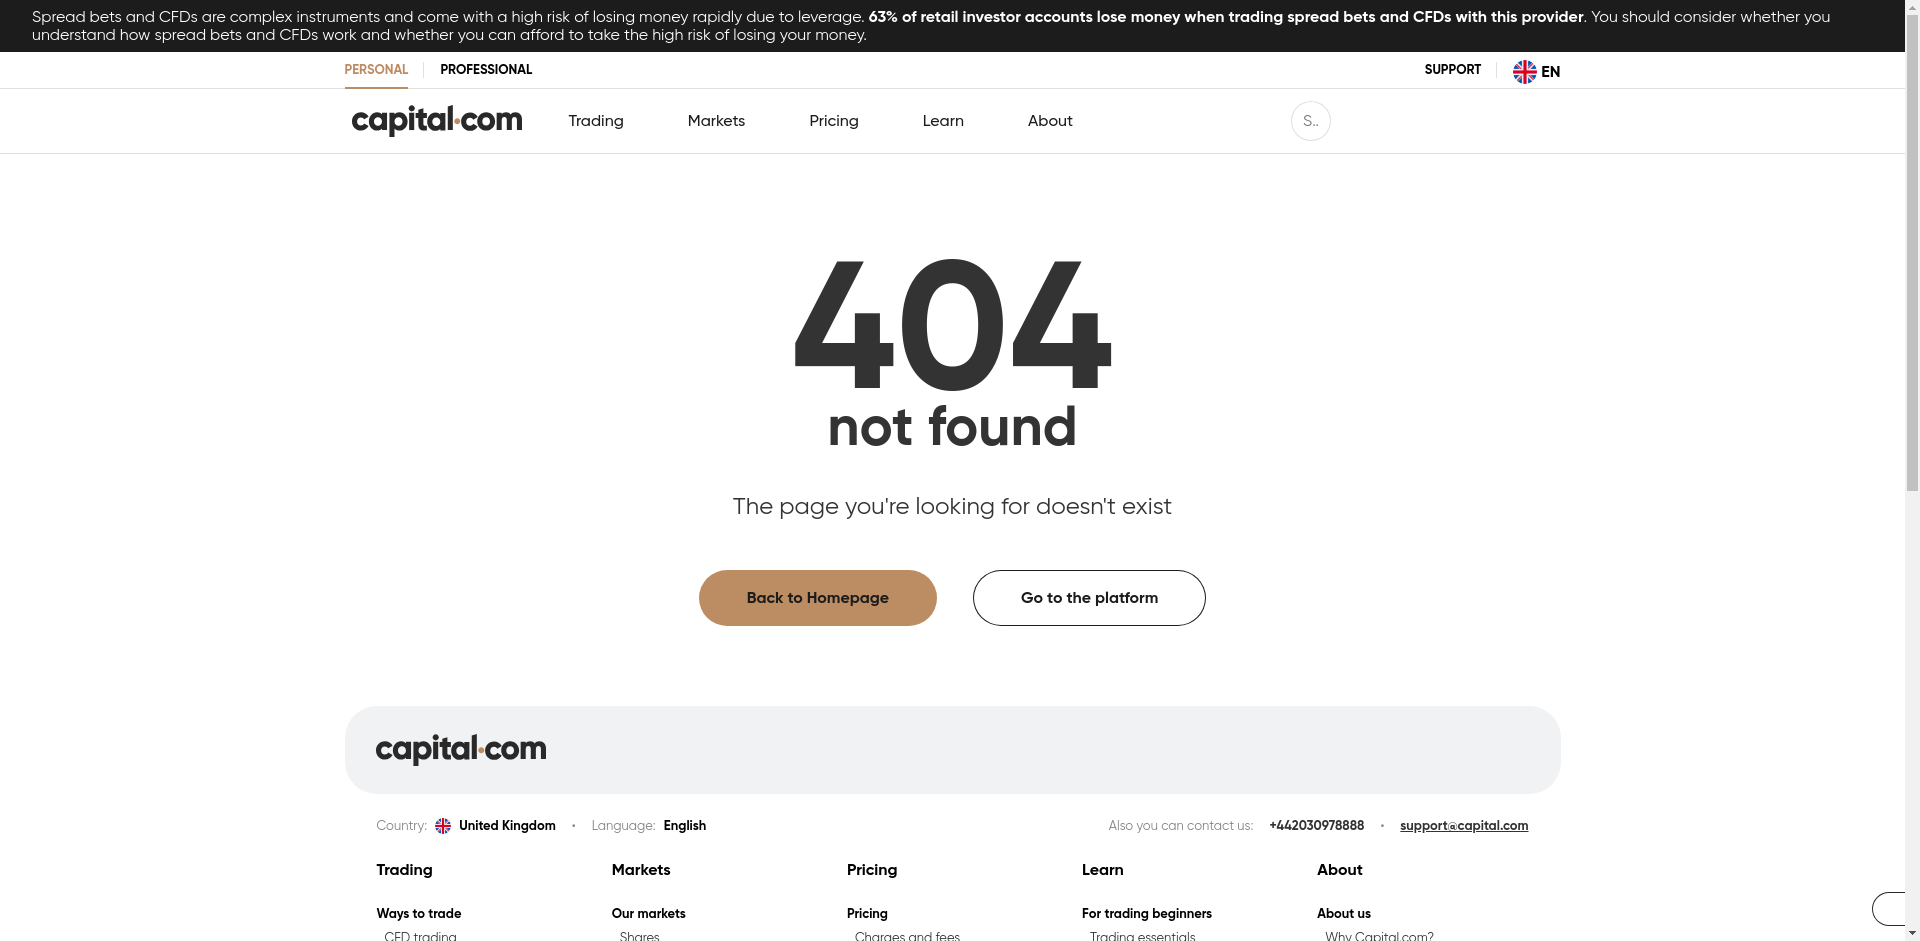 Spread bets and CFDs are complex instruments and come with a high risk of losing money rapidly due to leverage. 63% of retail investor accounts lose money when trading spread bets and CFDs with this provider. You should consider whether you
understand how spread bets and CFDs work and whether you can afford to take the high risk of losing your money.
PERSONAL PROFESSIONAL SUPPORT EN
capital.com Trading Markets Pricing Learn About S..
404
not found
The page you're looking for doesn't exist
Back to Homepage Go to the platform
capital.com
Country: United Kingdom • Language: English Also you can contact us: +442030978888 • support@capital.com
Trading Markets Pricing Learn About
Ways to trade Our markets Pricing For trading beginners About us
CFD trading Shares Charges and fees Trading essentials Why Capital.com?